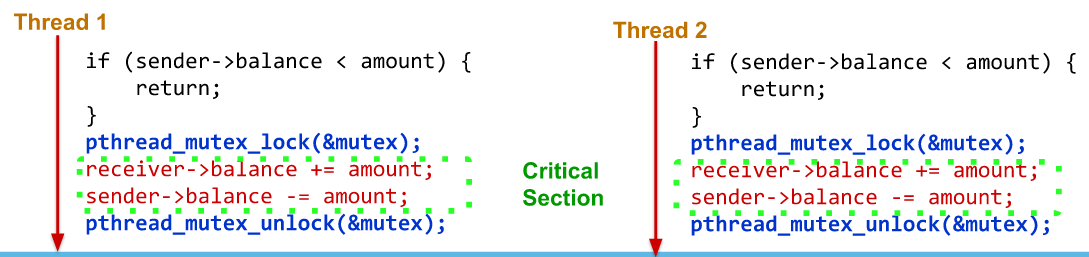 Thread 1
if (sender->balance < amount) {
return;
}
pthread_mutex_lock(&mutex);
receiver->balance += amount;
sender->balance -= amount;
pthread_mutex_unlock(&mutex);
Critical
Section
Thread 2
if (sender->balance < amount) {
return;
}
pthread_mutex_lock(&mutex);
receiver->balance += amount;
sender->balance -= amount;
pthread_mutex_unlock(&mutex);